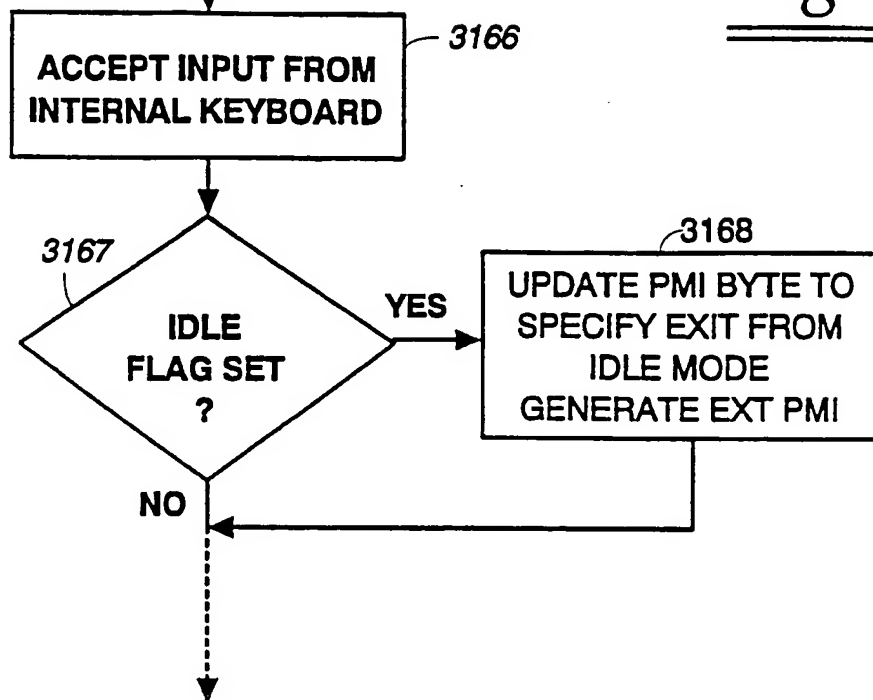 3166
ACCEPT INPUT FROM
INTERNAL KEYBOARD
3167
IDLE
FLAG SET
?
YES
NO
3168
UPDATE PMI BYTE TO
SPECIFY EXIT FROM
IDLE MODE
GENERATE EXT PMI